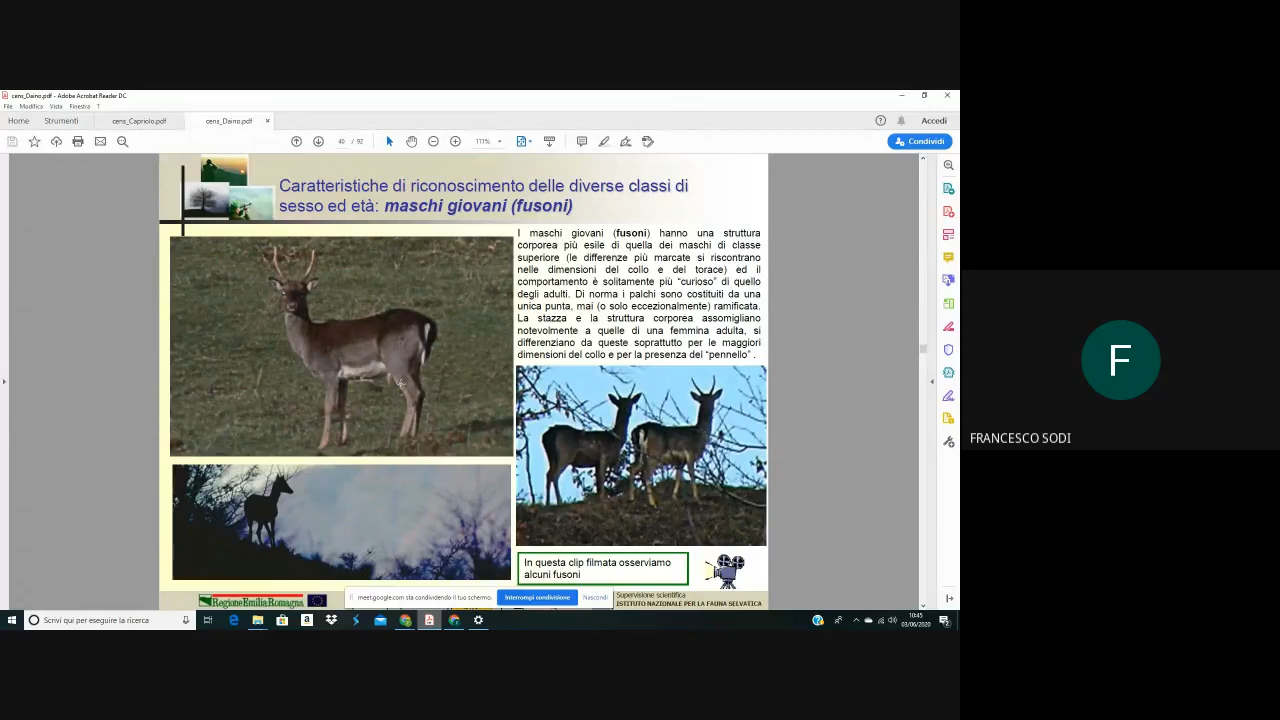 cens_Daino.pdf - Adobe Acrobat Reader DC
File Modifica Vista Finestra ?
Home Strumenti cens_Capriolo.pdf cens_Daino.pdf × Accedi
40 / 92 111% Condividi
Caratteristiche di riconoscimento delle diverse classi di
sesso ed età: maschi giovani (fusoni)
I maschi giovani (fusoni) hanno una struttura
corporea più esile di quella dei maschi di classe
superiore (le differenze più marcate si riscontrano
nelle dimensioni del collo e del torace) ed il
comportamento è solitamente più "curioso" di quello
degli adulti. Di norma i palchi sono costituiti da una
unica punta, mai (o solo eccezionalmente) ramificata.
La stazza e la struttura corporea assomigliano
notevolmente a quelle di una femmina adulta, si
differenziano da queste soprattutto per le maggiori
dimensioni del collo e per la presenza del "pennello" .
In questa clip filmata osserviamo
alcuni fusoni
RegioneEmiliaRomagna
meet.google.com sta condividendo il tuo schermo.
Interrompi condivisione
Nascondi
Supervisione scientifica
ISTITUTO NAZIONALE PER LA FAUNA SELVATICA
Scrivi qui per eseguire la ricerca
10:45
03/06/2020
F
FRANCESCO SODI